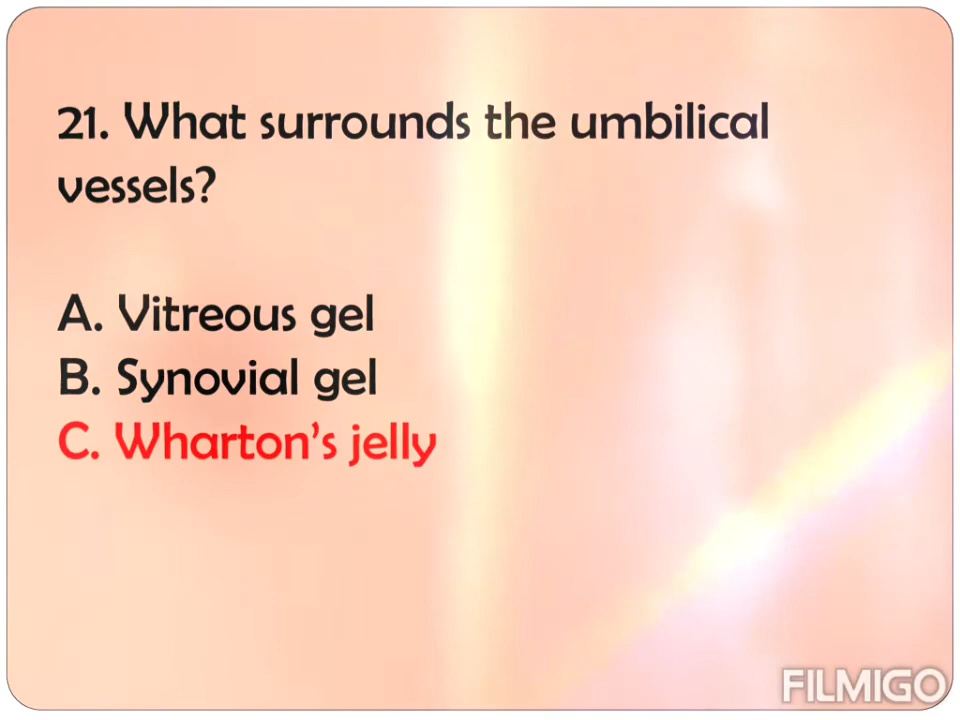 21. What surrounds the umbilical
vessels?
A. Vitreous gel
B. Synovial gel
C. Wharton’s jelly
FILMIGO